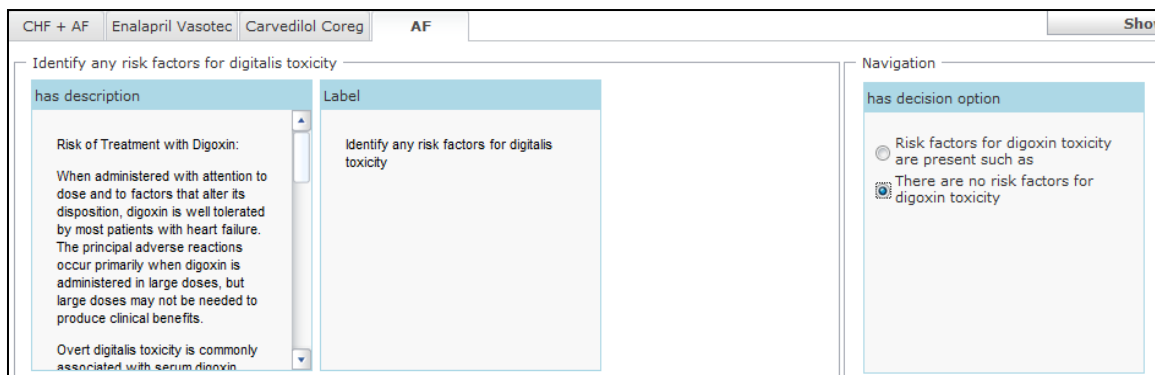 CHF + AF
Enalapril Vasotec
Carvedilol Coreg
AF
Identify any risk factors for digitalis toxicity
has description
Risk of Treatment with Digoxin:
When administered with attention to
dose and to factors that alter its
disposition, digoxin is well tolerated
by most patients with heart failure.
The principal adverse reactions
occur primarily when digoxin is
administered in large doses, but
large doses may not be needed to
produce clinical benefits.
Overt digitalis toxicity is commonly
associated with serum digoxin
Label
Identify any risk factors for digitalis
toxicity
Navigation
has decision option
Risk factors for digoxin toxicity
are present such as
There are no risk factors for
digoxin toxicity